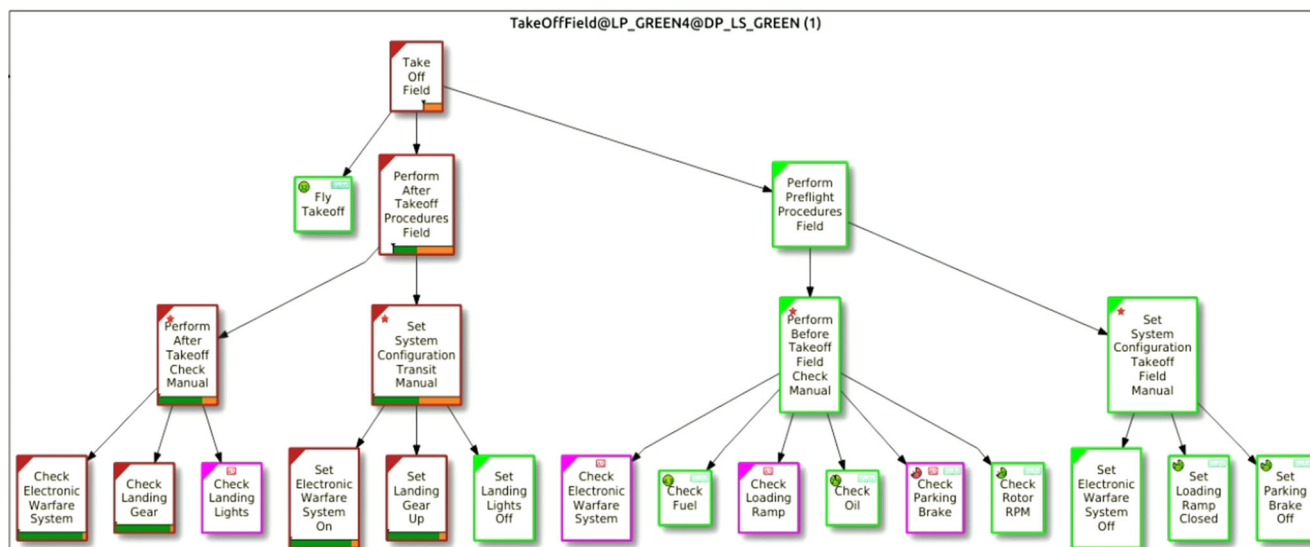 TakeOffField@LP_GREEN4@DP_LS_GREEN (1)
Take
Off
Field
Fly
Takeoff
Perform
After
Takeoff
Procedures
Field
Perform
Preflight
Procedures
Field
Perform
After
Takeoff
Check
Manual
Set
System
Configuration
Transit
Manual
Perform
Before
Takeoff
Field
Check
Manual
Set
System
Configuration
Takeoff
Field
Manual
Check
Electronic
Warfare
System
Check
Landing
Gear
Check
Landing
Lights
Set
Electronic
Warfare
System
On
Set
Landing
Gear
Up
Set
Landing
Lights
Off
Check
Electronic
Warfare
System
Check
Fuel
Check
Loading
Ramp
Check
Oil
Check
Parking
Brake
Check
Rotor
RPM
Set
Electronic
Warfare
System
Off
Set
Loading
Ramp
Closed
Set
Parking
Brake
Off